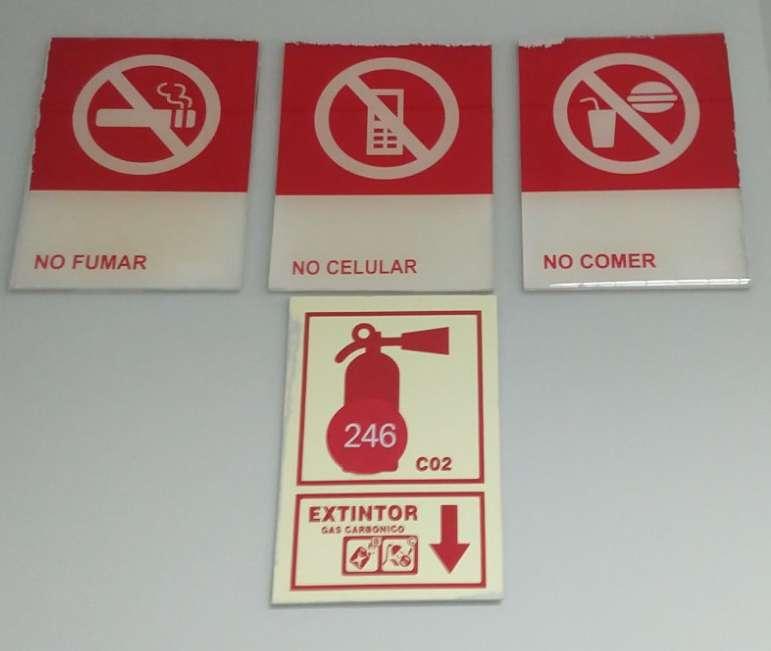 NO FUMAR
NO CELULAR
NO COMER
246
C02
EXTINTOR
GAS CARBONICO
B C